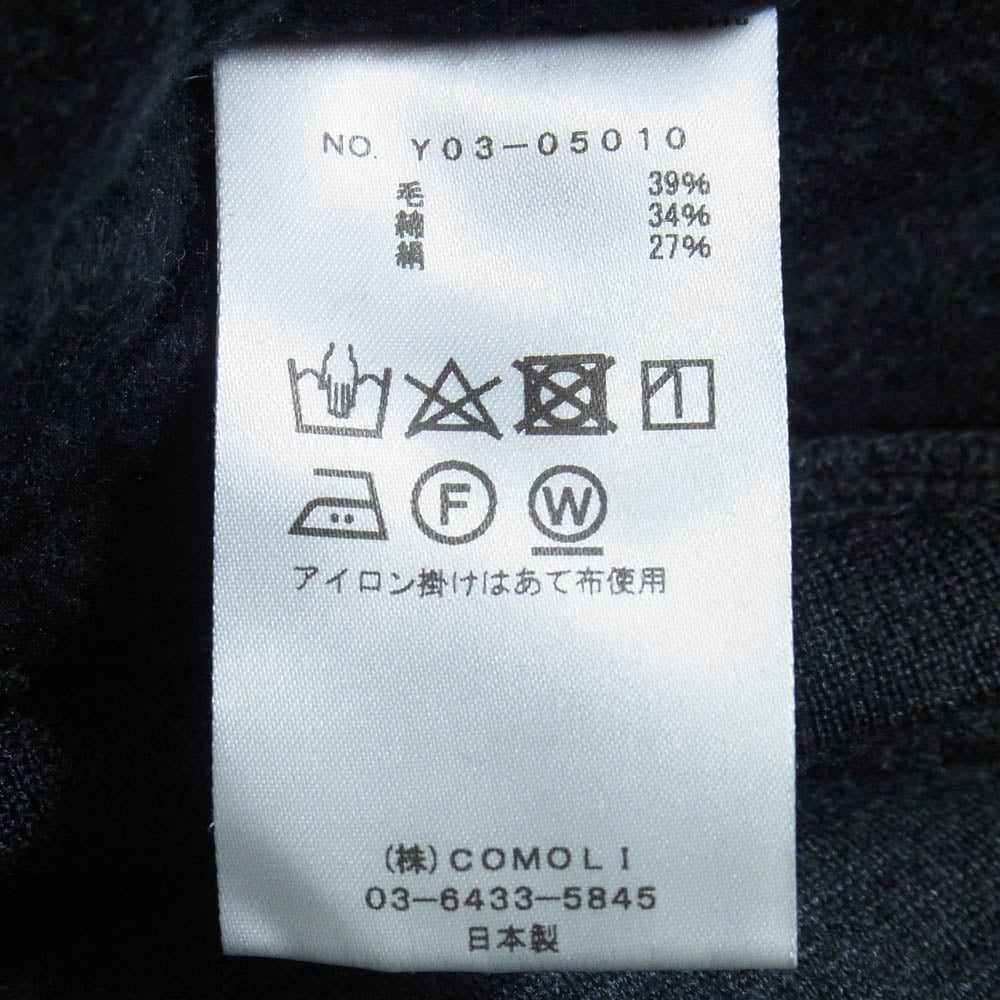 NO. Y03-05010
毛 39%
綿 34%
絹 27%
F W
アイロン掛けはあて布使用
(株)COMOLI
03-6433-5845
日本製